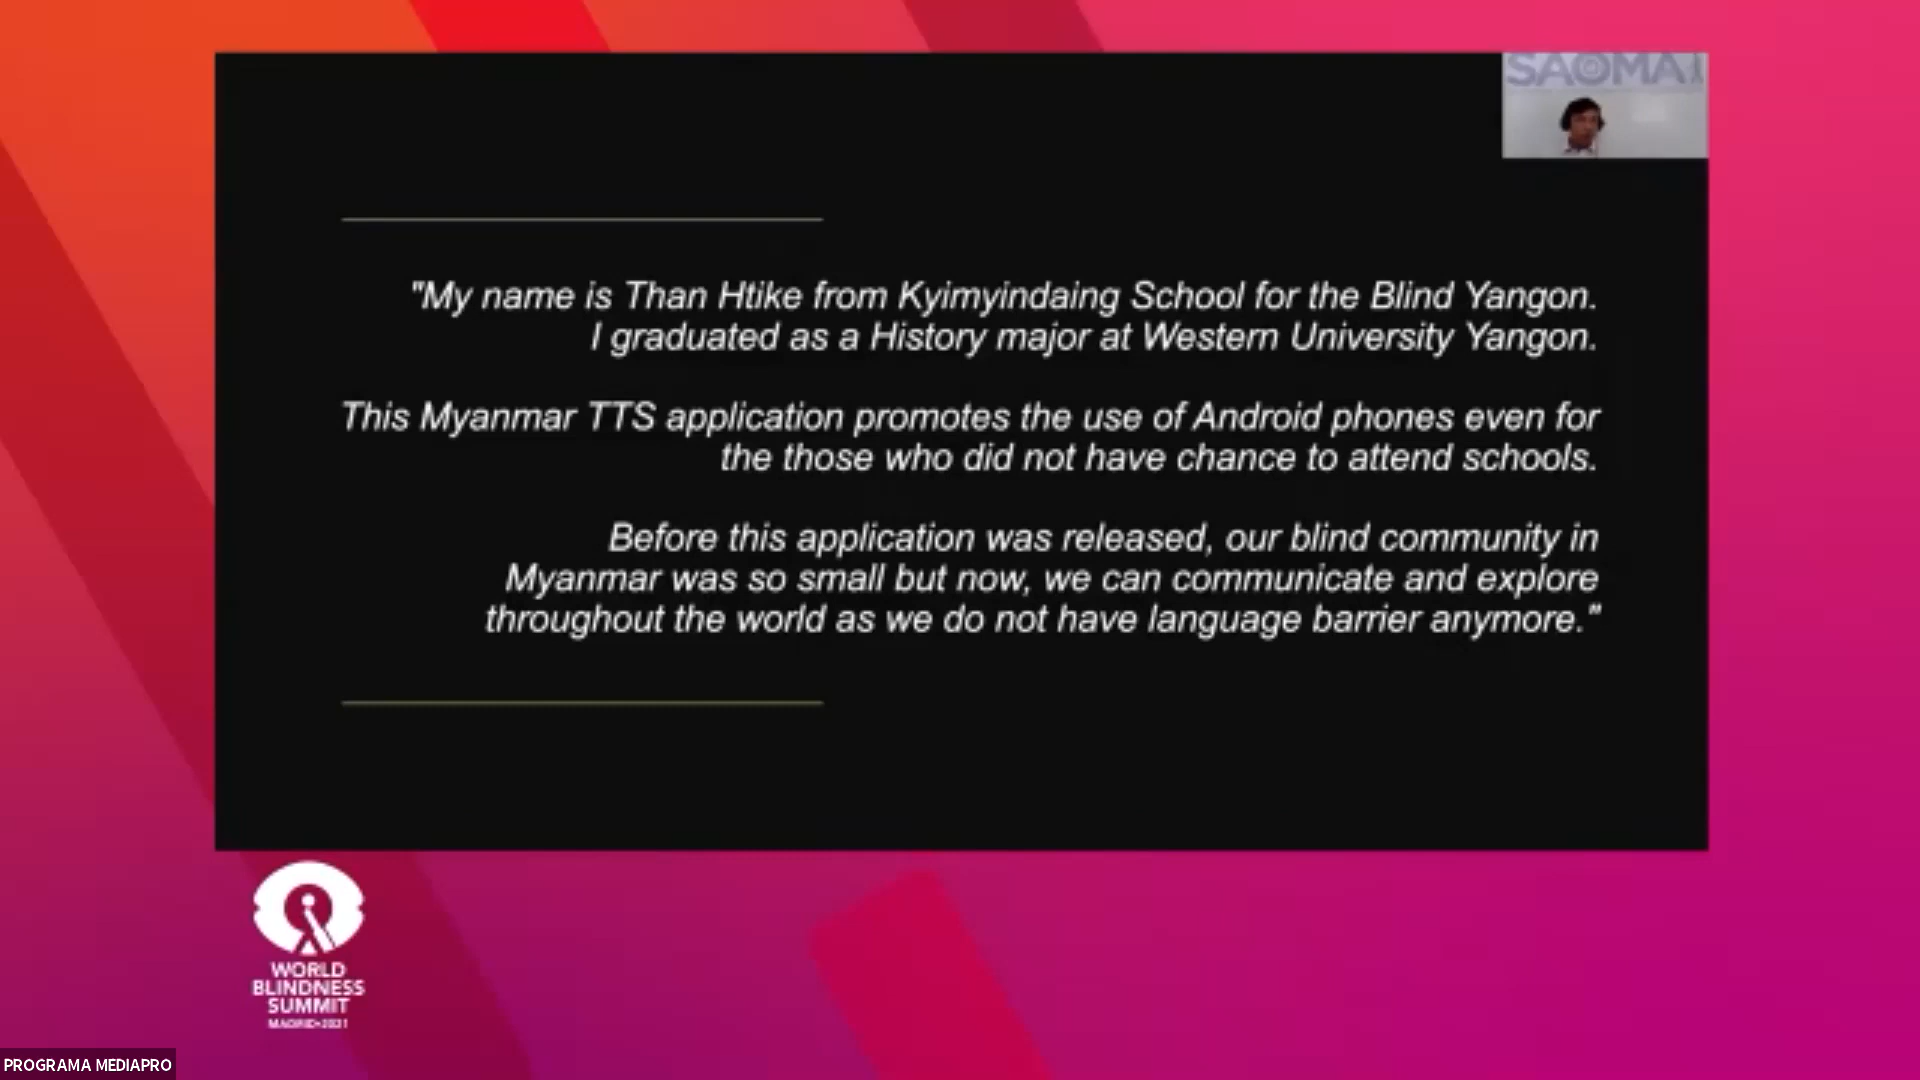 SAOMAI
"My name is Than Htike from Kyimyindaing School for the Blind Yangon.
I graduated as a History major at Western University Yangon.
This Myanmar TTS application promotes the use of Android phones even for
the those who did not have chance to attend schools.
Before this application was released, our blind community in
Myanmar was so small but now, we can communicate and explore
throughout the world as we do not have language barrier anymore."
WORLD
BLINDNESS
SUMMIT
MADRID•2021
PROGRAMA MEDIAPRO